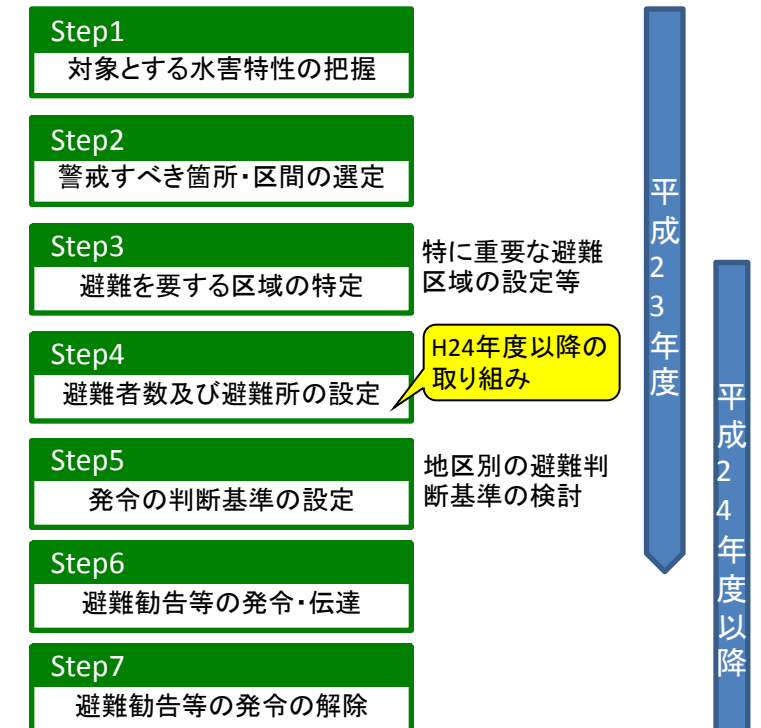 Step1
対象とする水害特性の把握
Step2
警戒すべき箇所・区間の選定
Step3
避難を要する区域の特定
特に重要な避難
区域の設定等
Step4
避難者数及び避難所の設定
H24年度以降の
取り組み
Step5
発令の判断基準の設定
地区別の避難判
断基準の検討
Step6
避難勧告等の発令・伝達
Step7
避難勧告等の発令の解除
平成23年度
平成24年度以降